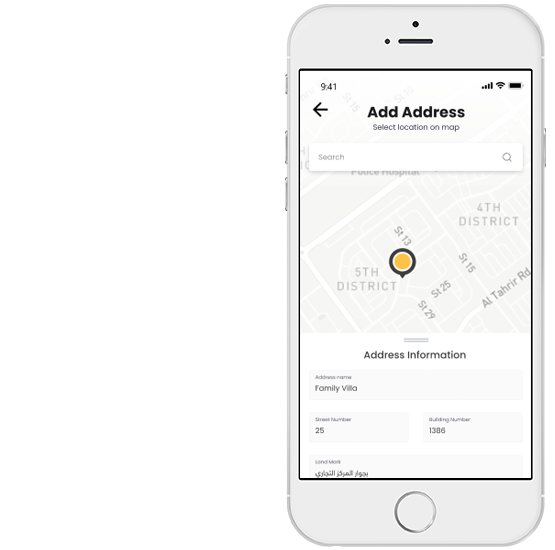 9:41
Add Address
Select location on map
Search
Police Hospital
4TH
DISTRICT
St 13
St 15
5TH
DISTRICT
St 25
Al Tahrir Rd
St 29
Address Information
Address name
Family Villa
Street Number
25
Building Number
1386
Land Mark
بجوار المركز التجاري